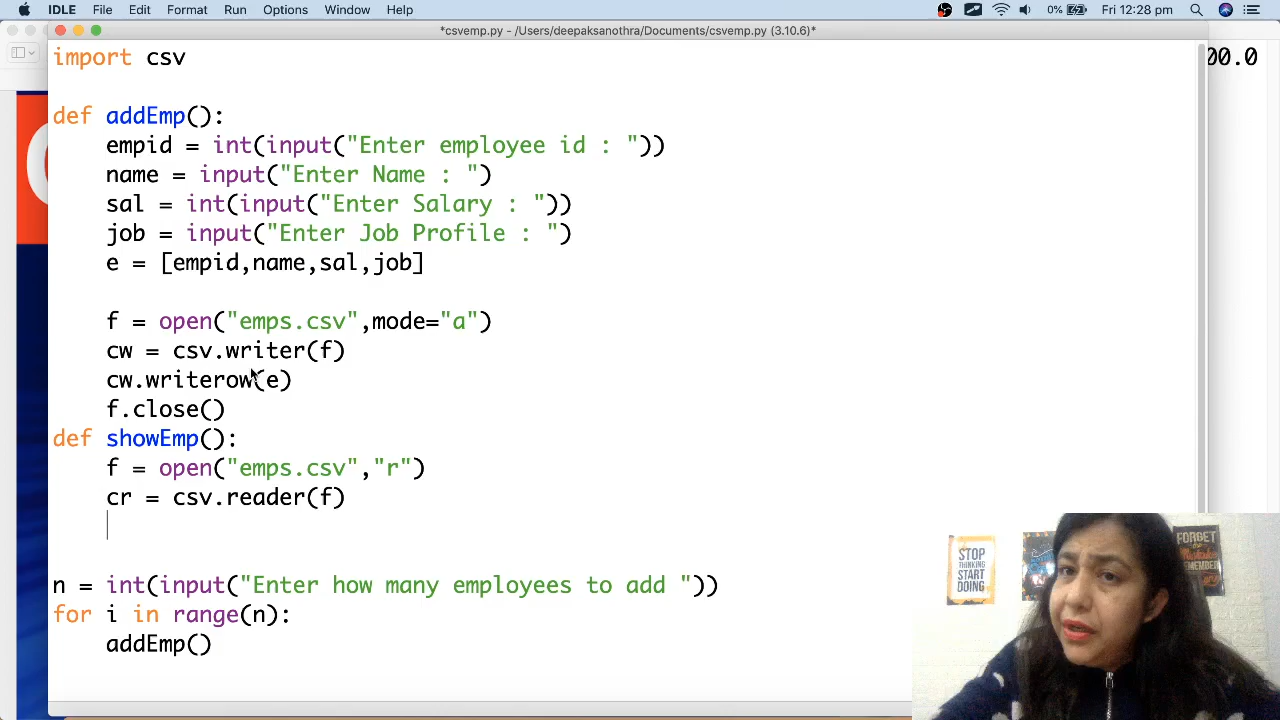 IDLE File Edit Format Run Options Window Help 0% Fri 12:28 pm
*csvemp.py - /Users/deepaksanothra/Documents/csvemp.py (3.10.6)*
00.0
import csv
def addEmp():
empid = int(input("Enter employee id : "))
name = input("Enter Name : ")
sal = int(input("Enter Salary : "))
job = input("Enter Job Profile : ")
e = [empid,name,sal,job]
f = open("emps.csv",mode="a")
cw = csv.writer(f)
cw.writerow(e)
f.close()
def showEmp():
f = open("emps.csv","r")
cr = csv.reader(f)
n = int(input("Enter how many employees to add "))
for i in range(n):
addEmp()
STOP
THINKING
START
DOING
FORGET